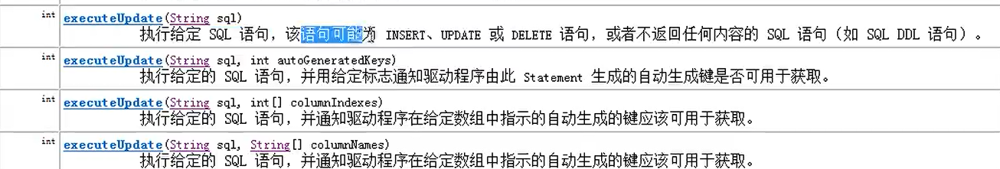 int executeUpdate(String sql)
执行给定 SQL 语句，该语句可能为 INSERT、UPDATE 或 DELETE 语句，或者不返回任何内容的 SQL 语句（如 SQL DDL 语句）。
int executeUpdate(String sql, int autoGeneratedKeys)
执行给定的 SQL 语句，并用给定标志通知驱动程序由此 Statement 生成的自动生成键是否可用于获取。
int executeUpdate(String sql, int[] columnIndexes)
执行给定的 SQL 语句，并通知驱动程序在给定数组中指示的自动生成的键应该可用于获取。
int executeUpdate(String sql, String[] columnNames)
执行给定的 SQL 语句，并通知驱动程序在给定数组中指示的自动生成的键应该可用于获取。